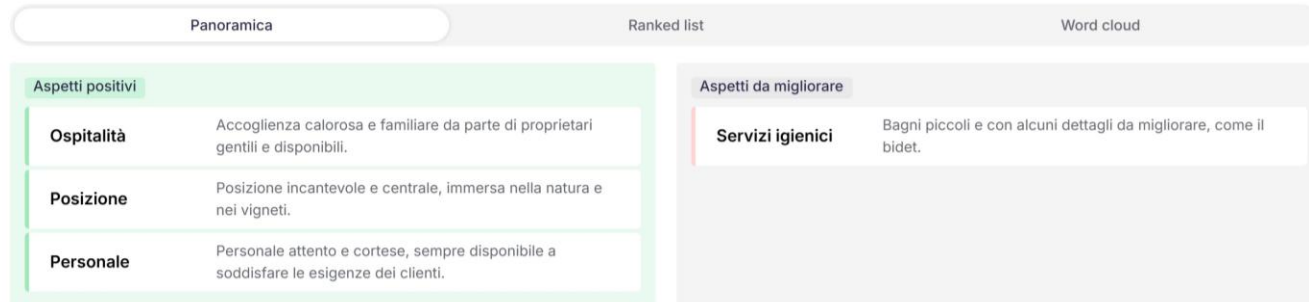 Panoramica
Ranked list
Word cloud
Aspetti positivi
Ospitalità
Accoglienza calorosa e familiare da parte di proprietari
gentili e disponibili.
Posizione
Posizione incantevole e centrale, immersa nella natura e
nei vigneti.
Personale
Personale attento e cortese, sempre disponibile a
soddisfare le esigenze dei clienti.
Aspetti da migliorare
Servizi igienici
Bagni piccoli e con alcuni dettagli da migliorare, come il
bidet.